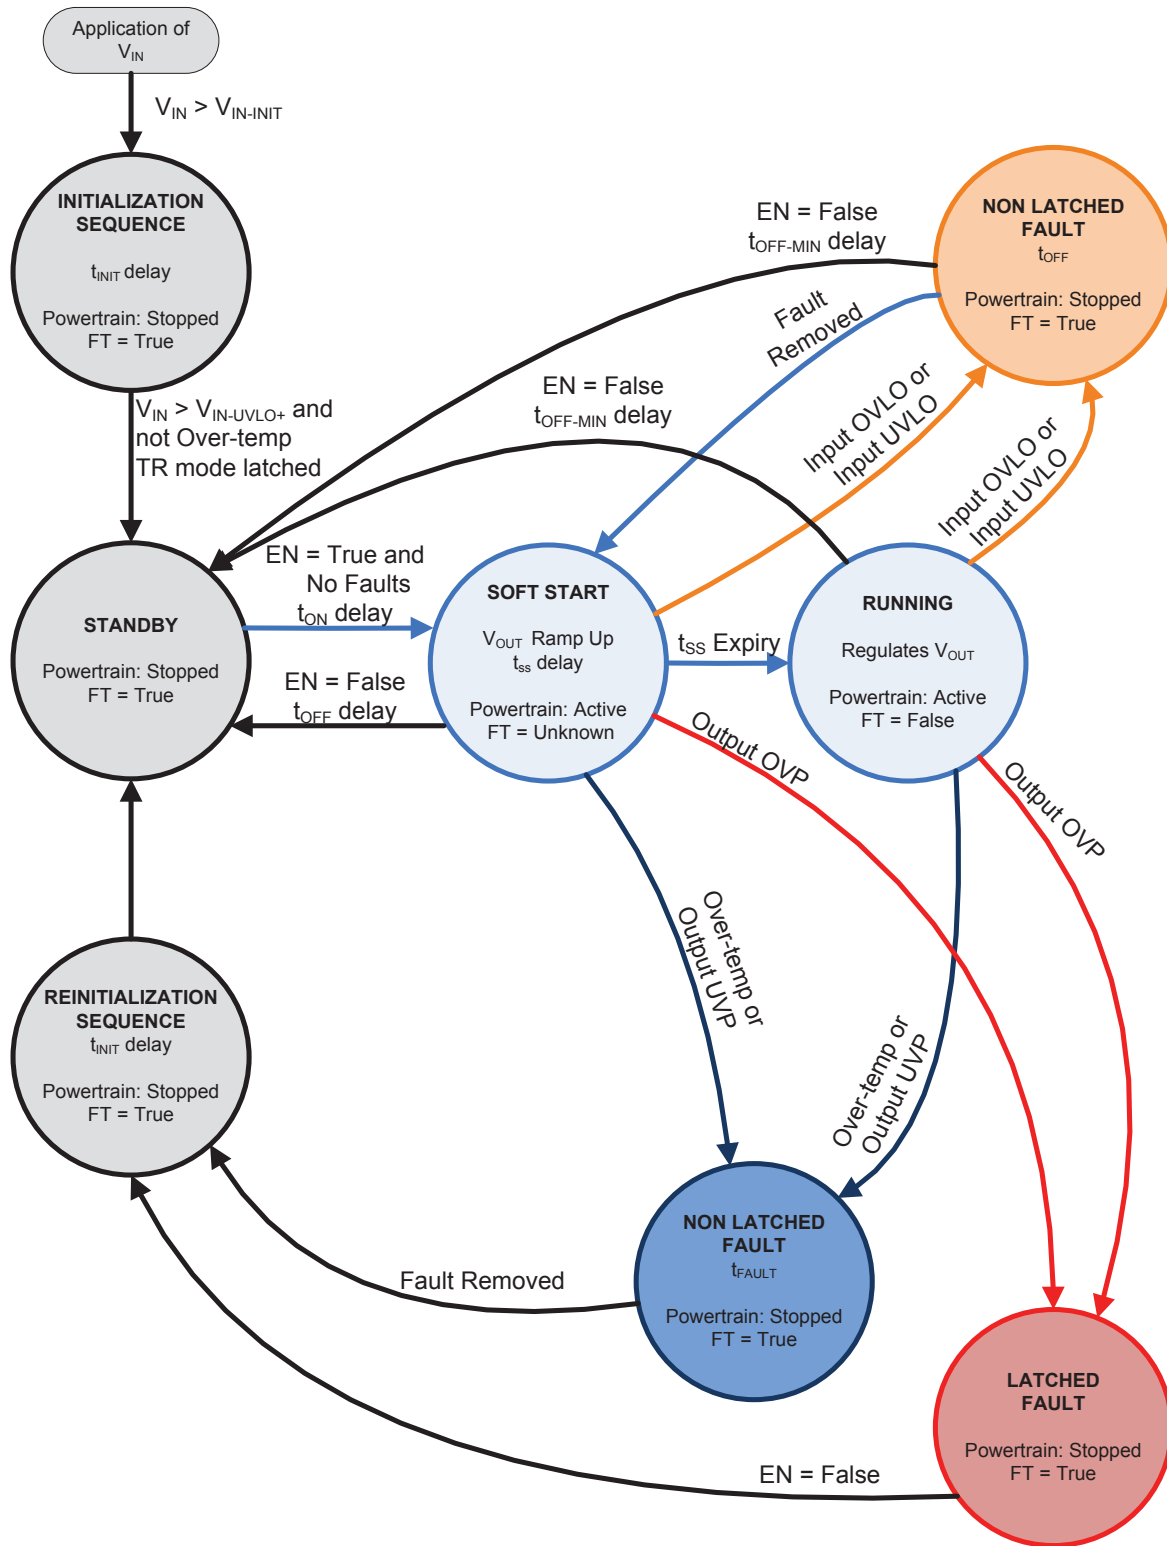 Application of
VIN
VIN > VIN-INIT
INITIALIZATION
SEQUENCE
tINIT delay
Powertrain: Stopped
FT = True
VIN > VIN-UVLO+ and
not Over-temp
TR mode latched
EN = False
tOFF-MIN delay
NON LATCHED
FAULT
tOFF
Powertrain: Stopped
FT = True
Fault
Removed
EN = False
tOFF-MIN delay
Input OVLO or
Input UVLO
Input OVLO or
Input UVLO
STANDBY
Powertrain: Stopped
FT = True
EN = True and
No Faults
tON delay
EN = False
tOFF delay
SOFT START
VOUT Ramp Up
tss delay
Powertrain: Active
FT = Unknown
tSS Expiry
RUNNING
Regulates VOUT
Powertrain: Active
FT = False
Output OVP
Output OVP
Over-temp or
Output UVP
Over-temp or
Output UVP
REINITIALIZATION
SEQUENCE
tINIT delay
Powertrain: Stopped
FT = True
Fault Removed
NON LATCHED
FAULT
tFAULT
Powertrain: Stopped
FT = True
EN = False
LATCHED
FAULT
Powertrain: Stopped
FT = True